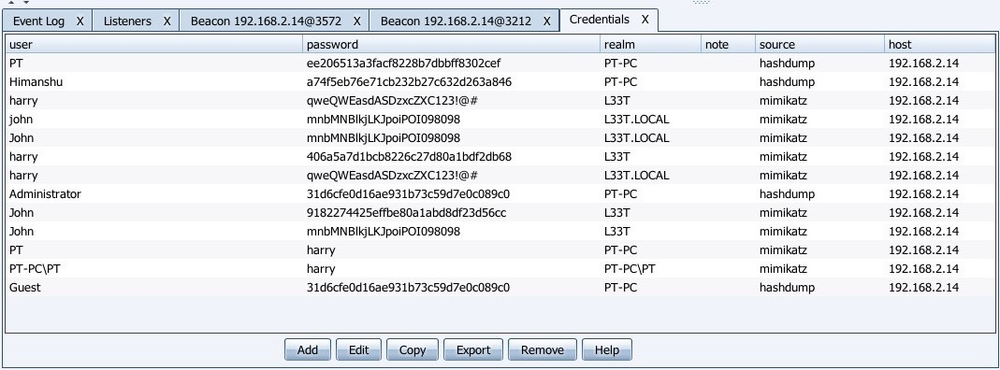 Event Log X Listeners X Beacon 192.168.2.14@3572 X Beacon 192.168.2.14@3212 X Credentials X
user password realm note source host
PT ee206513a3facf8228b7dbbff8302cef PT-PC hashdump 192.168.2.14
Himanshu a74f5eb76e71cb232b27c632d263a846 PT-PC hashdump 192.168.2.14
harry qweQWEasdASDzxcZXC123!@# L33T mimikatz 192.168.2.14
john mnbMNBlkjLKJpoiPOI098098 L33T.LOCAL mimikatz 192.168.2.14
John mnbMNBlkjLKJpoiPOI098098 L33T.LOCAL mimikatz 192.168.2.14
harry 406a5a7d1bcb8226c27d80a1bdf2db68 L33T mimikatz 192.168.2.14
harry qweQWEasdASDzxcZXC123!@# L33T.LOCAL mimikatz 192.168.2.14
Administrator 31d6cfe0d16ae931b73c59d7e0c089c0 PT-PC hashdump 192.168.2.14
John 9182274425effbe80a1abd8df23d56cc L33T mimikatz 192.168.2.14
John mnbMNBlkjLKJpoiPOI098098 L33T mimikatz 192.168.2.14
PT harry PT-PC mimikatz 192.168.2.14
PT-PC\PT harry PT-PC\PT mimikatz 192.168.2.14
Guest 31d6cfe0d16ae931b73c59d7e0c089c0 PT-PC hashdump 192.168.2.14
Add Edit Copy Export Remove Help